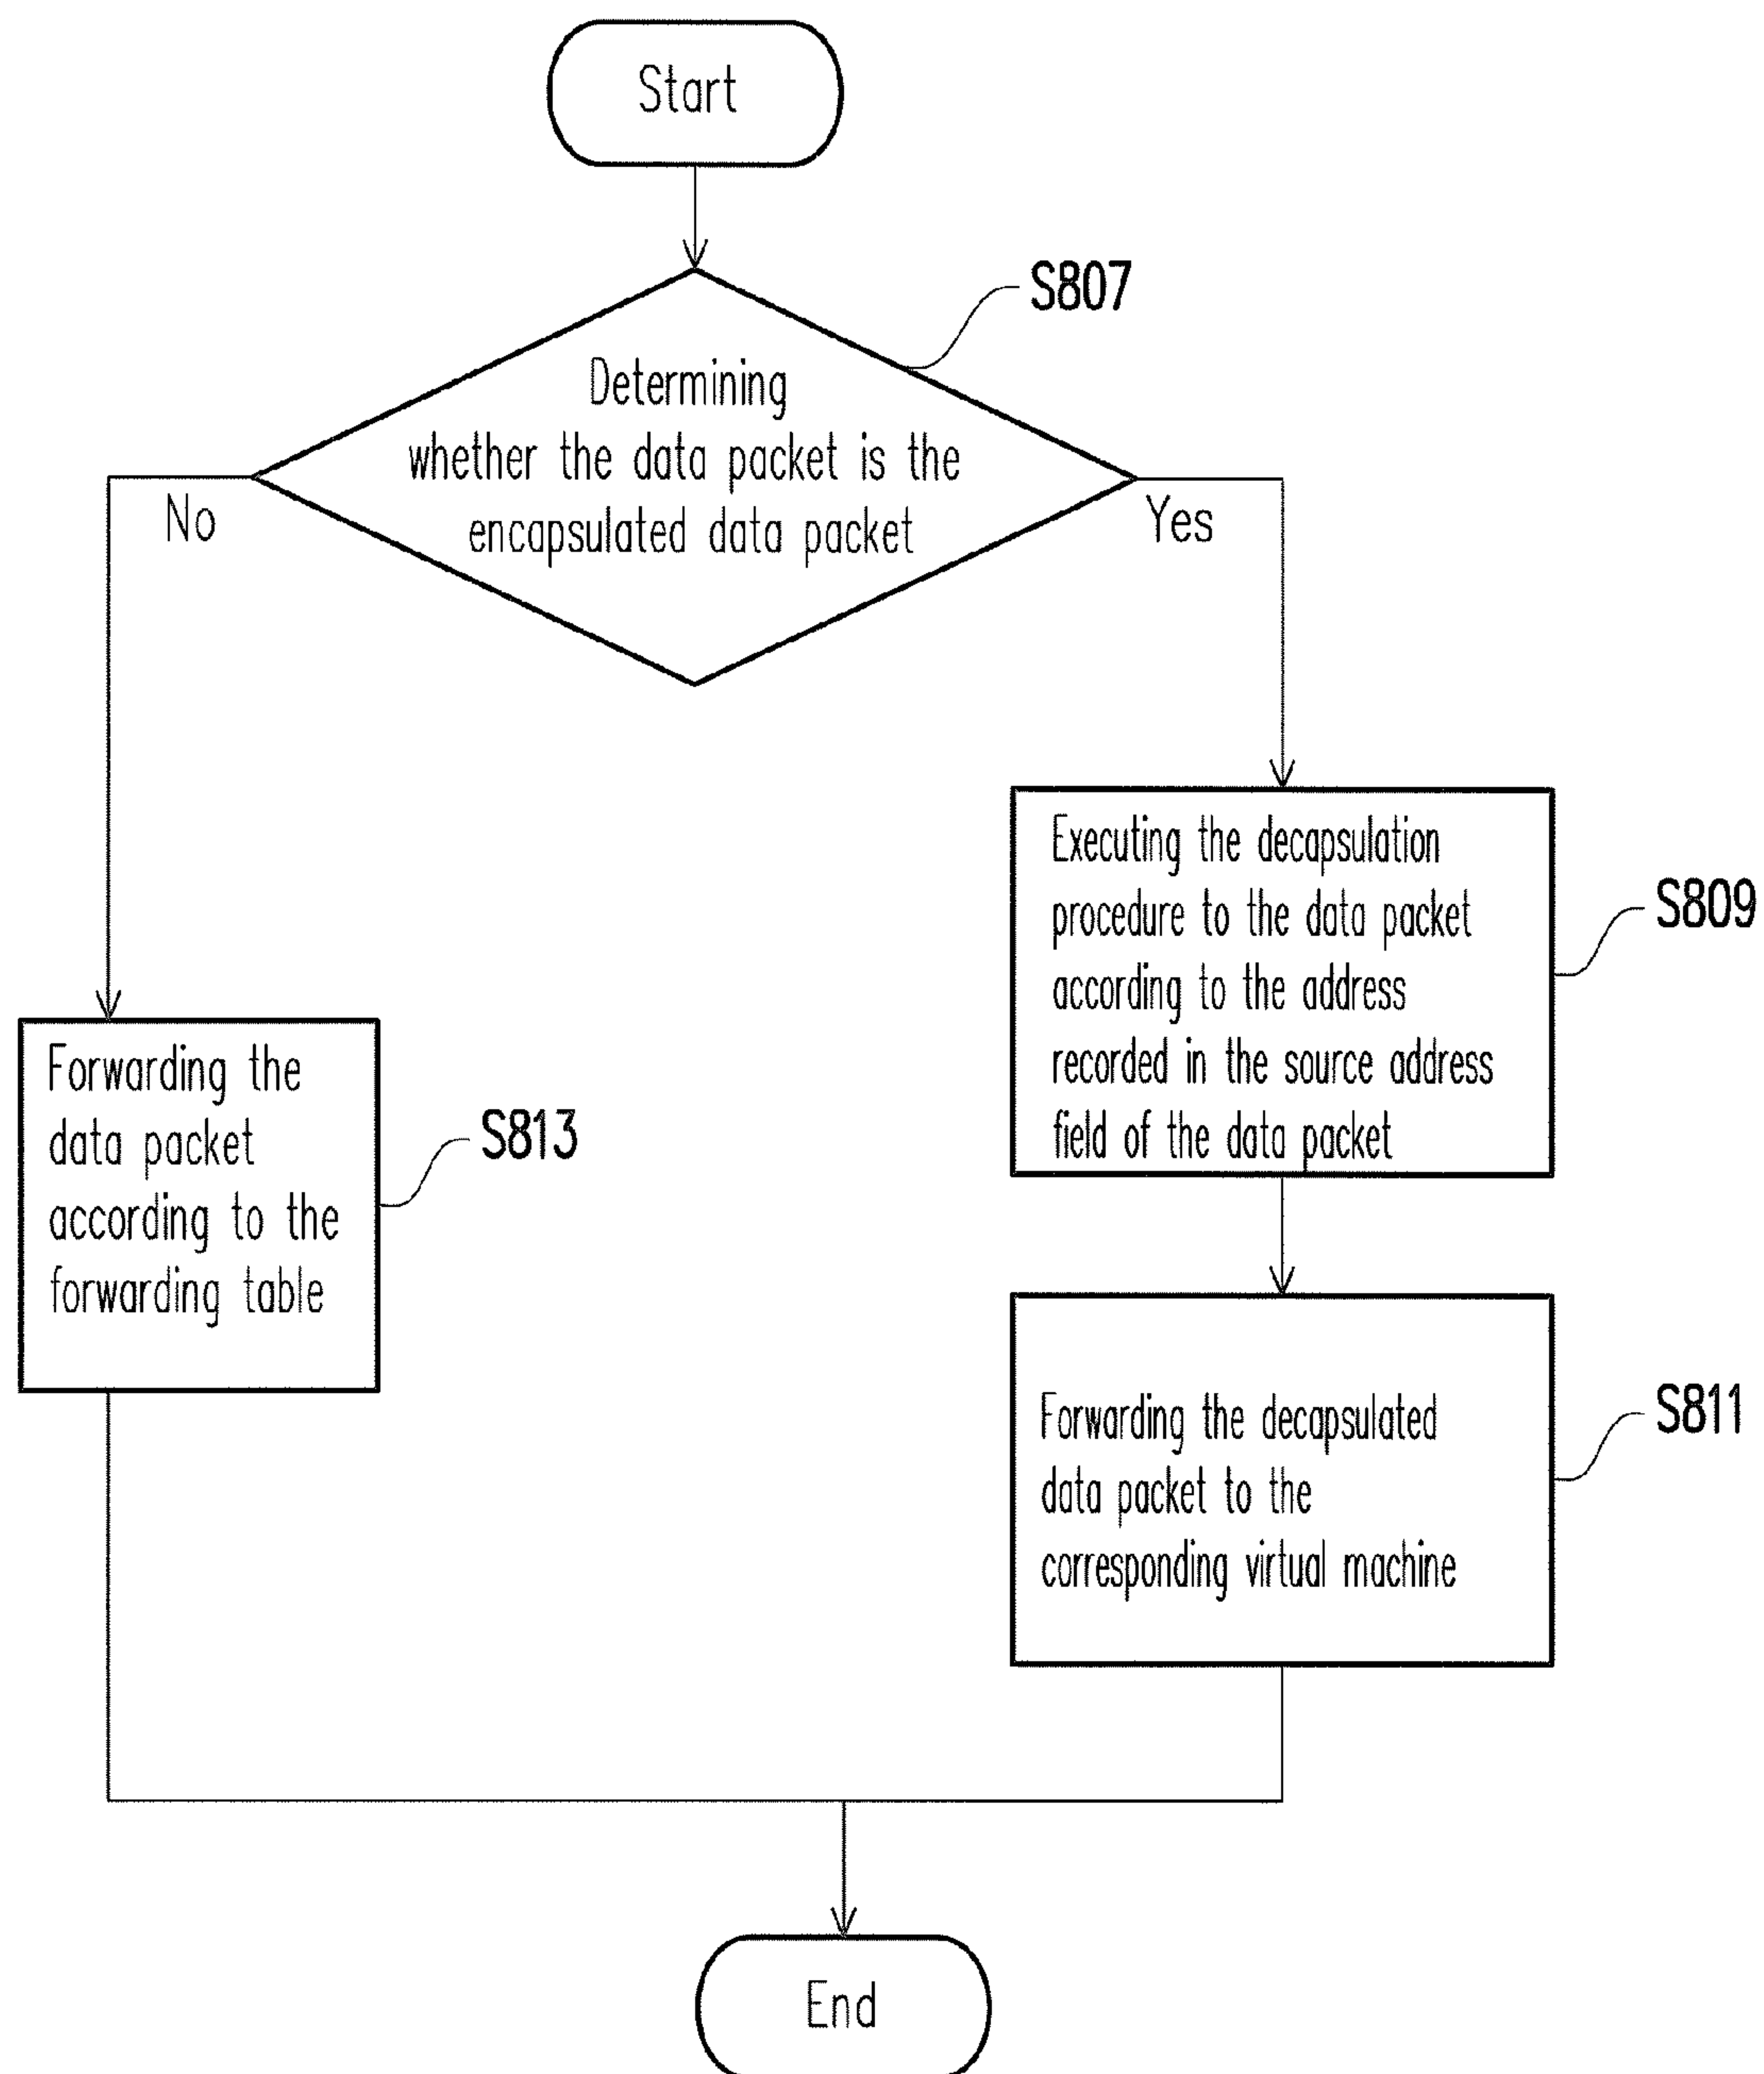 Start
S807
Determining
whether the data packet is the
encapsulated data packet
No
Yes
Executing the decapsulation
procedure to the data packet
according to the address
recorded in the source address
field of the data packet
S809
Forwarding the
data packet
according to the
forwarding table
S813
Forwarding the decapsulated
data packet to the
corresponding virtual machine
S811
End